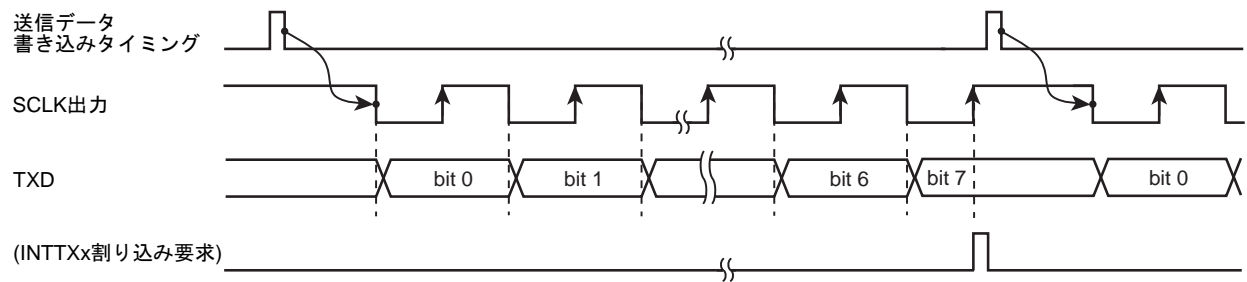 送信データ
書き込みタイミング
SCLK出力
TXD
bit 0
bit 1
bit 6
bit 7
bit 0
(INTTXx割り込み要求)